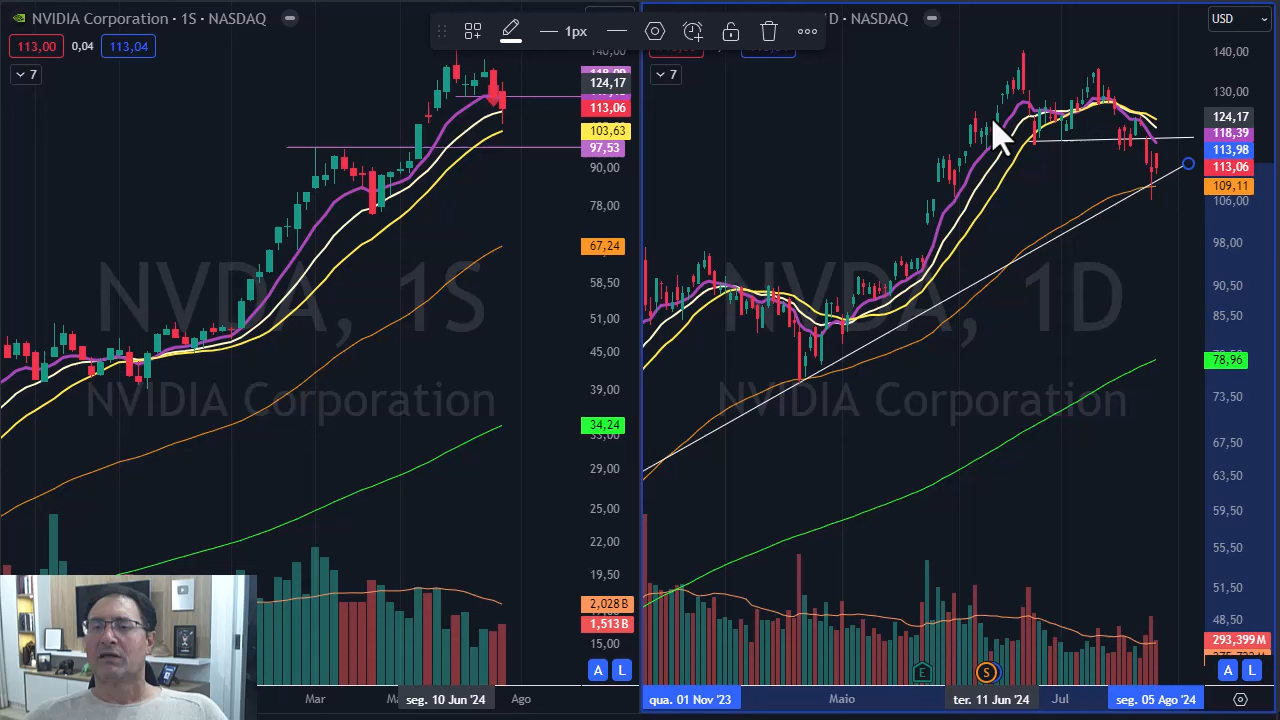 NVIDIA Corporation · 1S · NASDAQ
113,00
0,04
113,04
7
1px
D · NASDAQ
7
USD
NVDA, 1S
NVIDIA Corporation
124,17
113,06
103,63
97,53
90,00
78,00
67,24
58,50
51,00
45,00
39,00
34,24
33,00
29,00
25,00
22,00
19,50
2,028B
1,513B
15,00
A
L
Mar
seg. 10 Jun '24
Ago
NVDA, 1D
NVIDIA Corporation
140,00
130,00
124,17
118,39
113,98
113,06
109,11
106,00
98,00
90,50
85,50
78,96
73,50
67,50
63,50
59,50
55,50
51,50
48,50
293,399M
A
L
E
S
qua. 01 Nov '23
Maio
ter. 11 Jun '24
Jul
seg. 05 Ago '24